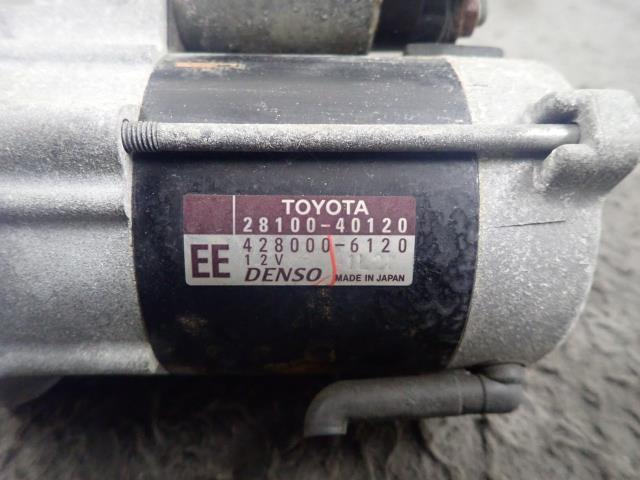 TOYOTA
28100-40120
428000-6120
EE 12V
DENSO MADE IN JAPAN